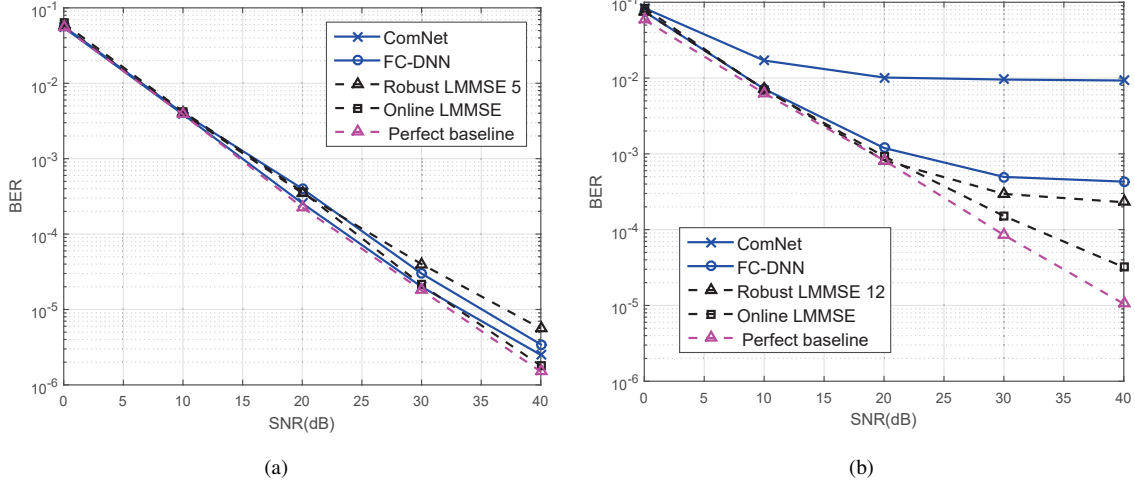 10^-1
10^-2
10^-3
10^-4
10^-5
10^-6
BER
0 5 10 15 20 25 30 35 40
SNR(dB)
ComNet
FC-DNN
Robust LMMSE 5
Online LMMSE
Perfect baseline
(a)
10^-1
10^-2
10^-3
10^-4
10^-5
10^-6
BER
0 5 10 15 20 25 30 35 40
SNR(dB)
ComNet
FC-DNN
Robust LMMSE 12
Online LMMSE
Perfect baseline
(b)